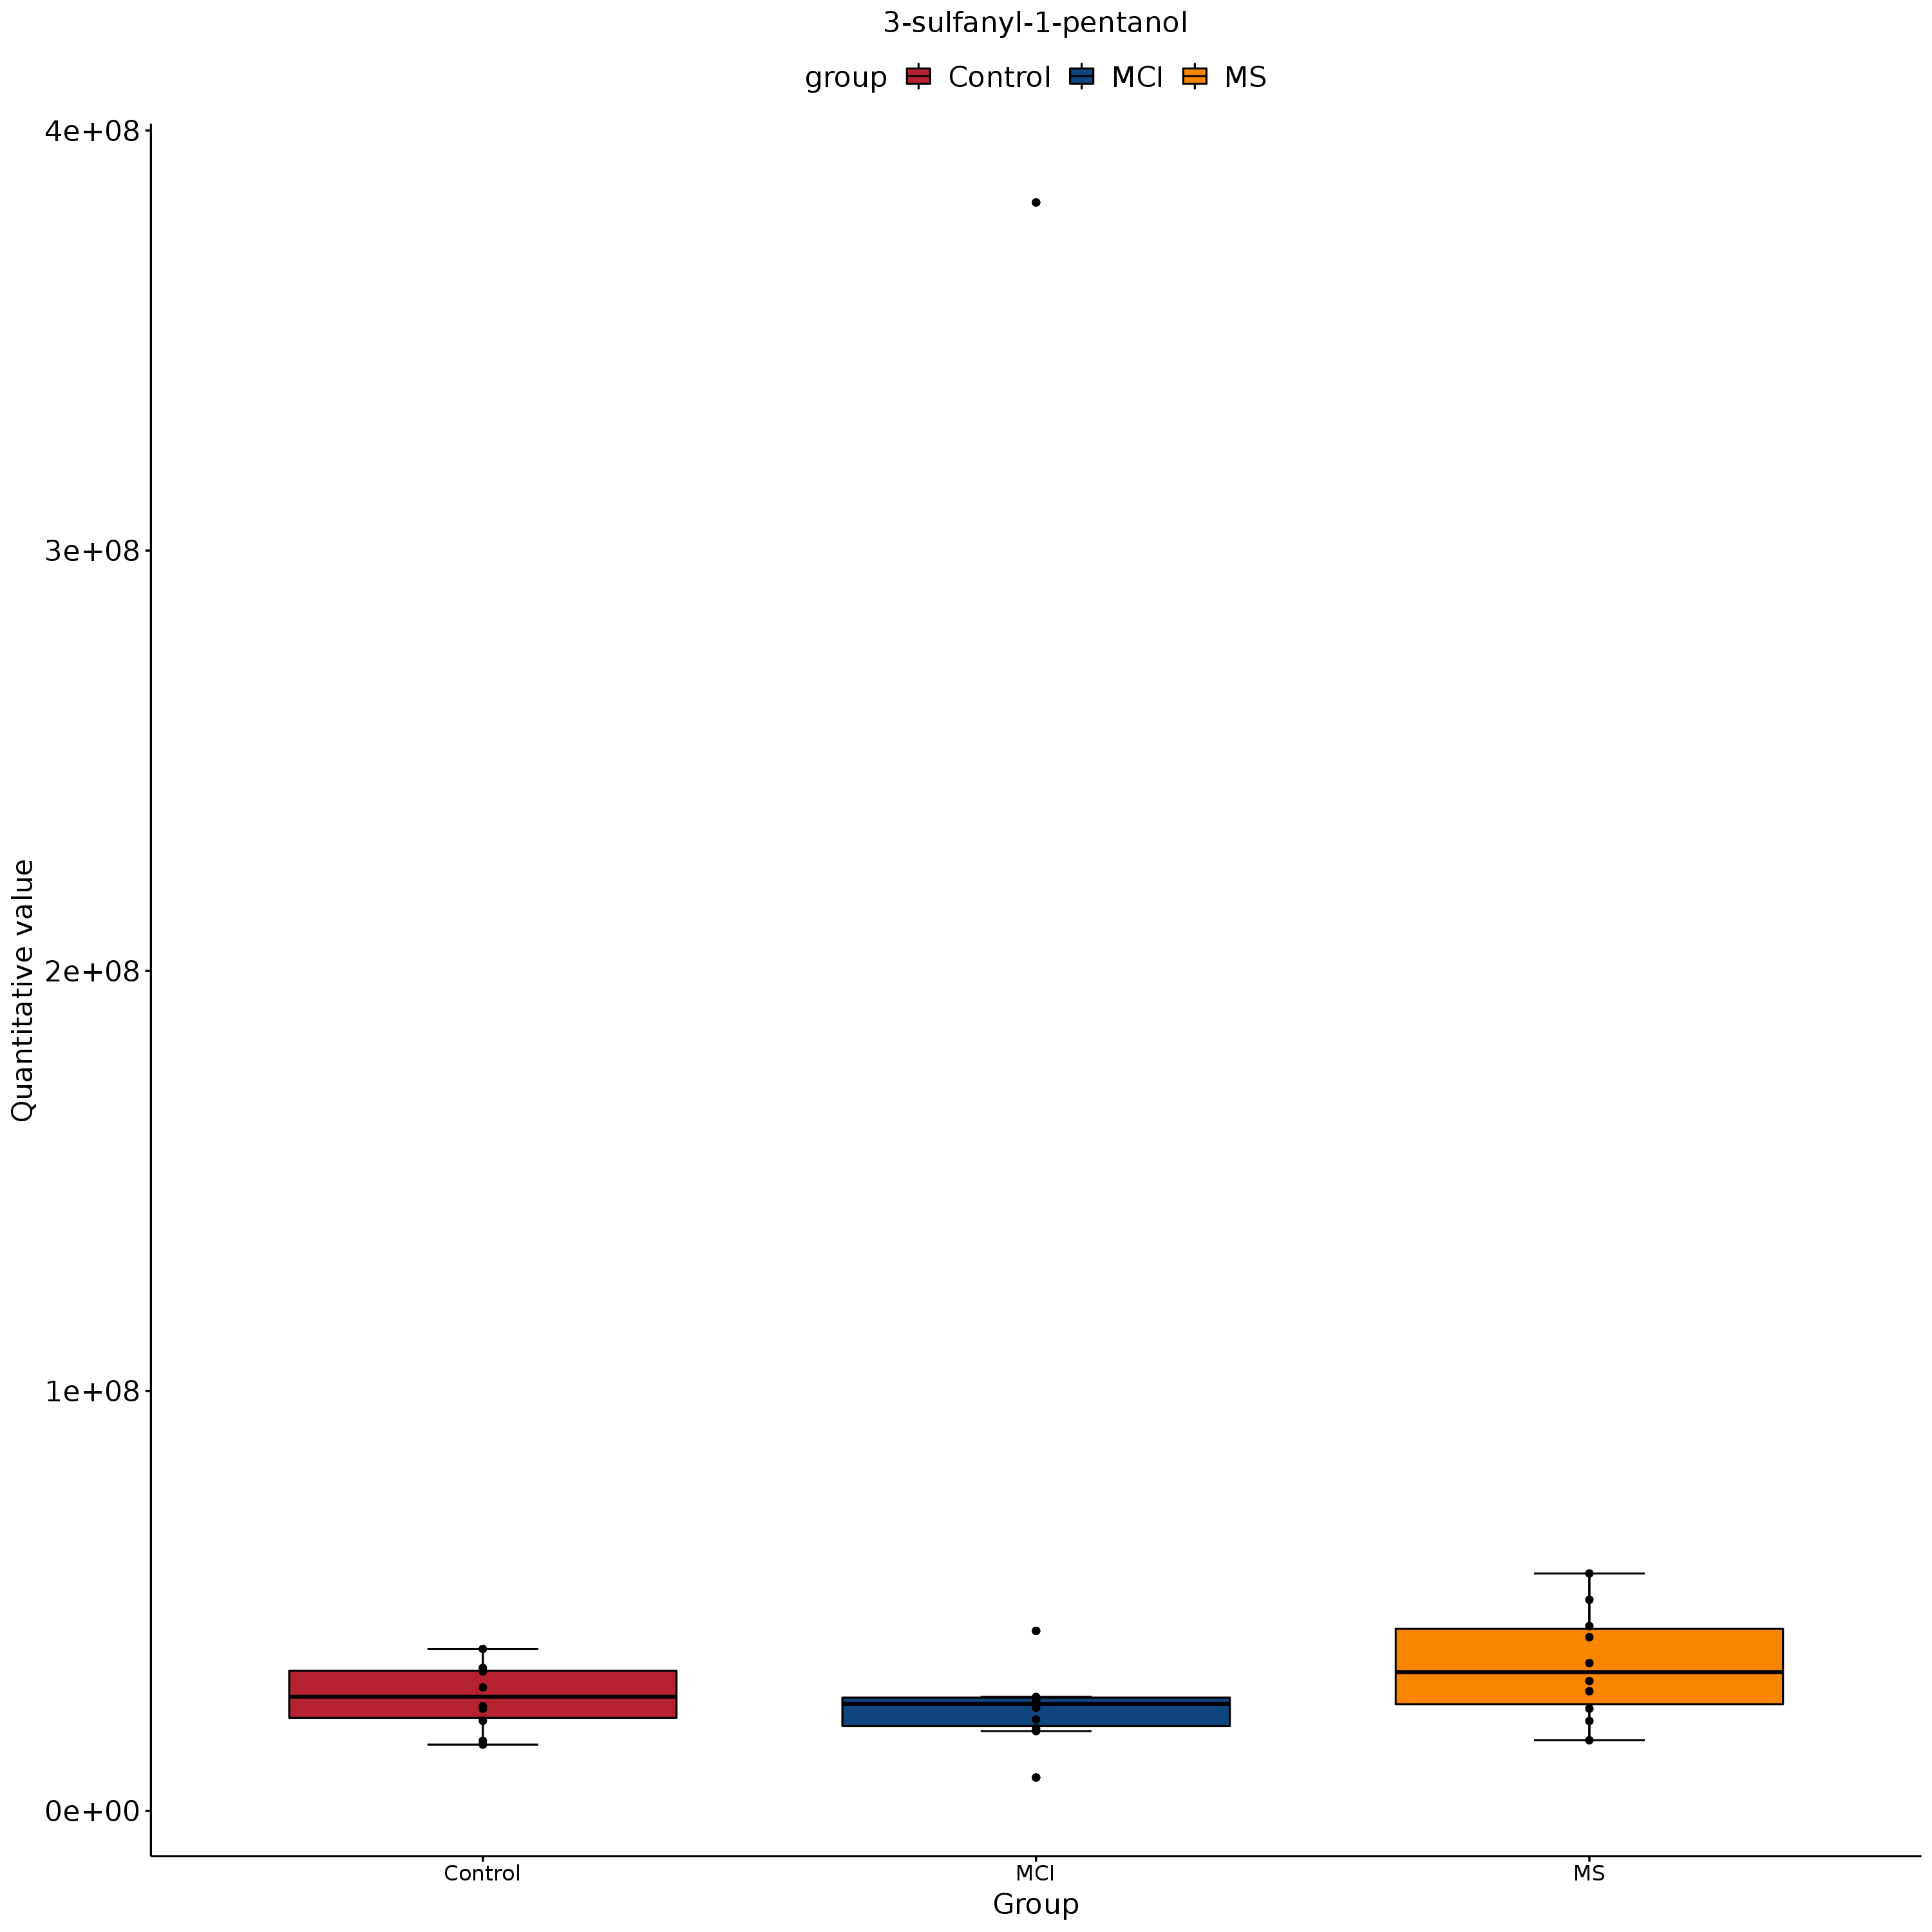 3-sulfanyl-1-pentanol
group Control MCI MS
4e+08
3e+08
2e+08
1e+08
0e+00
Quantitative value
Control MCI MS
Group